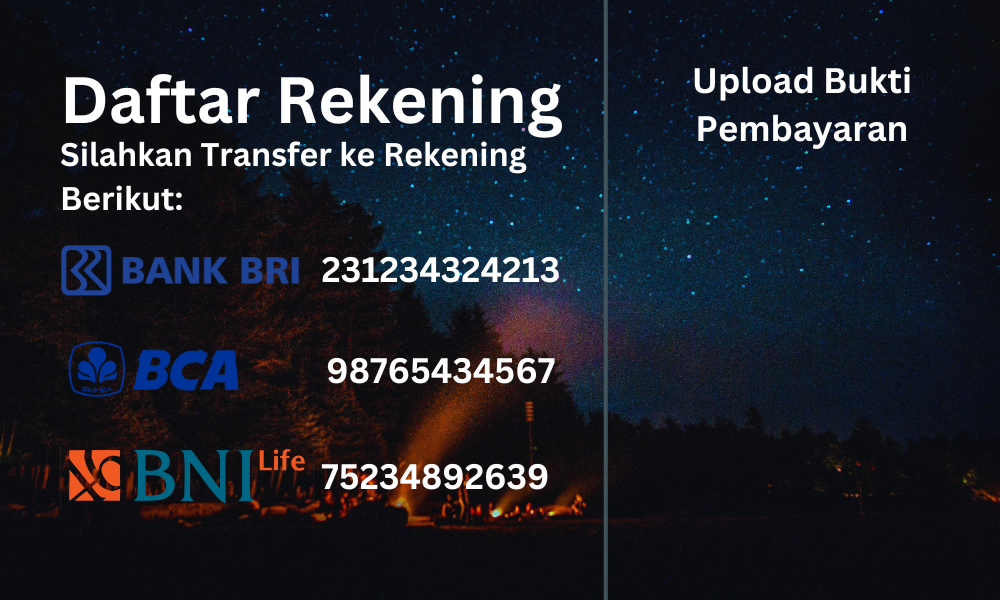 Daftar Rekening
Silahkan Transfer ke Rekening
Berikut:
BANK BRI 231234324213
BCA 98765434567
BNI Life 75234892639
Upload Bukti
Pembayaran